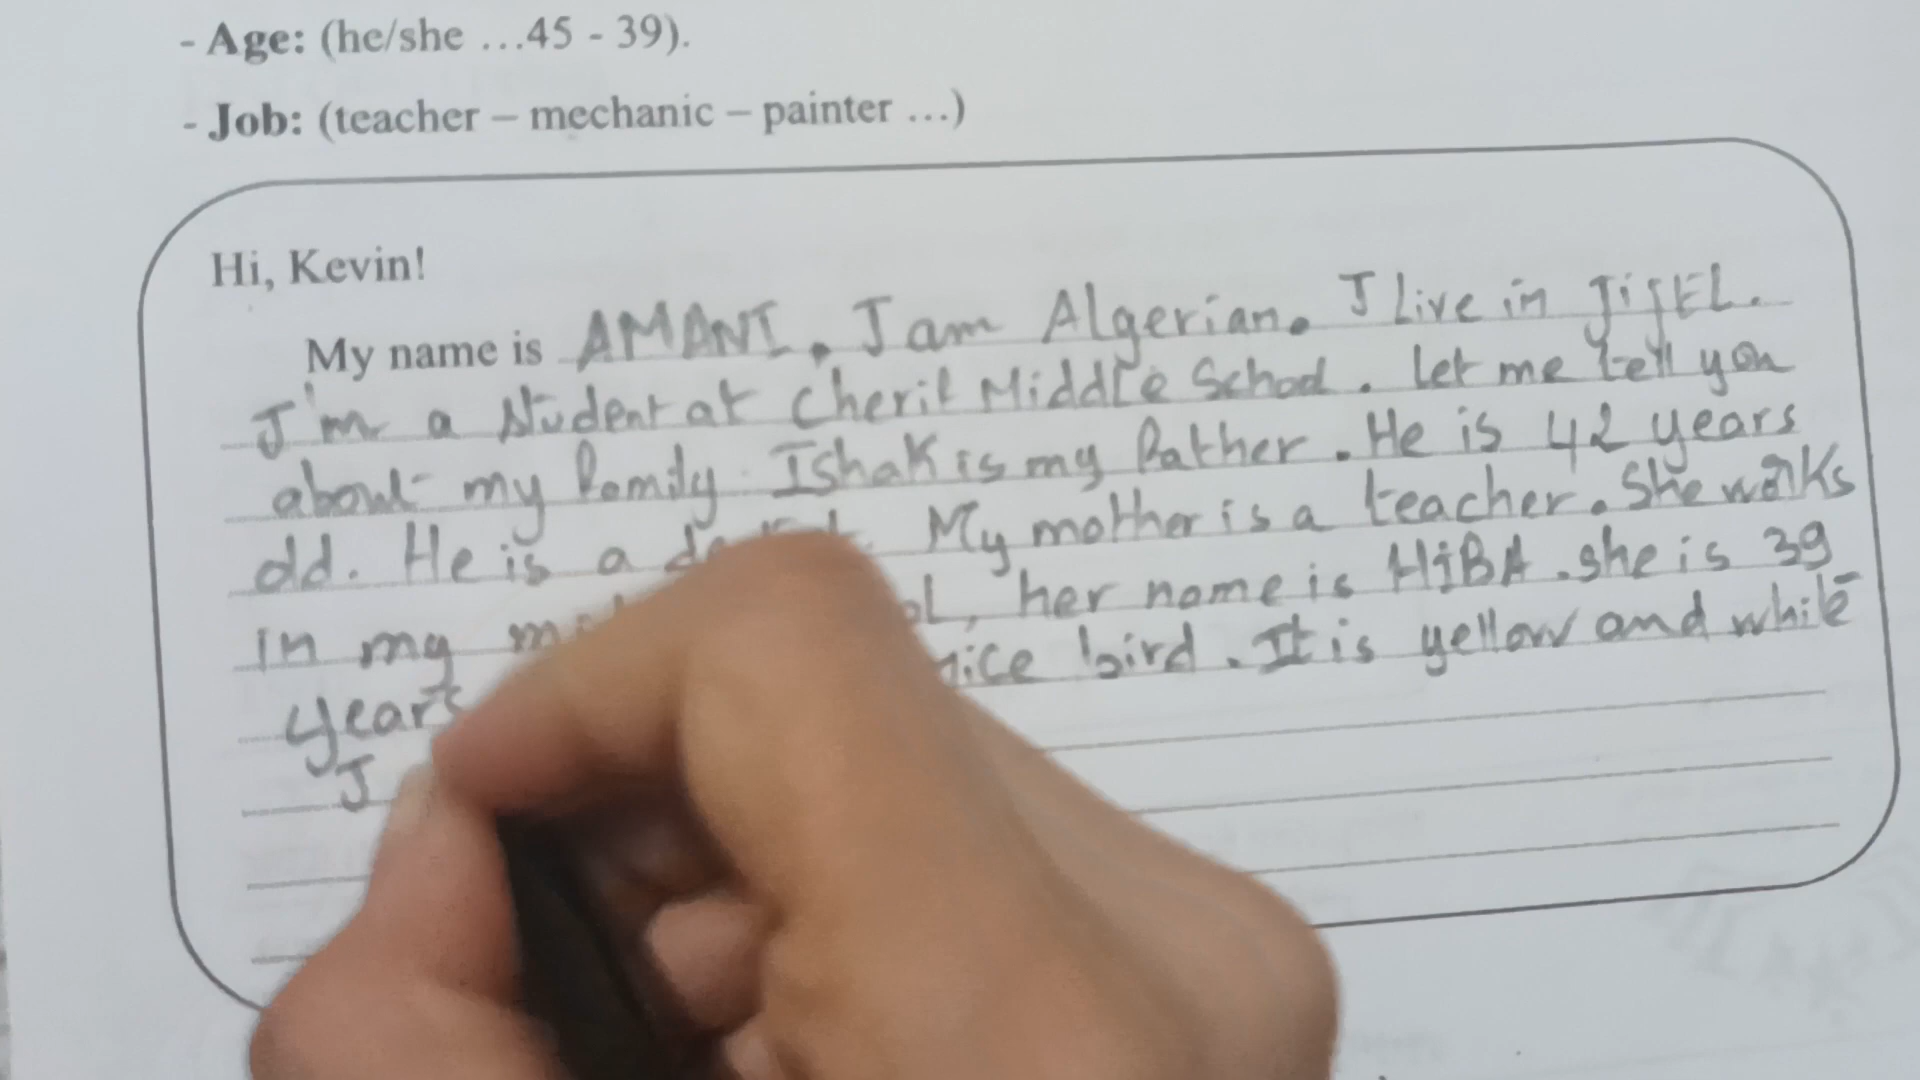 - Age: (he/she ...45 - 39).
- Job: (teacher – mechanic – painter ...)
Hi, Kevin!
My name is AMANI. I am Algerian. I live in JiJEL.
I'm a student at Cherit Middle School. let me tell you
about my family. Ishak is my father. He is 42 years
old. He is a My mother is a teacher. She works
in my her name is HiBA. she is 39
years nice bird. It is yellow and white
I